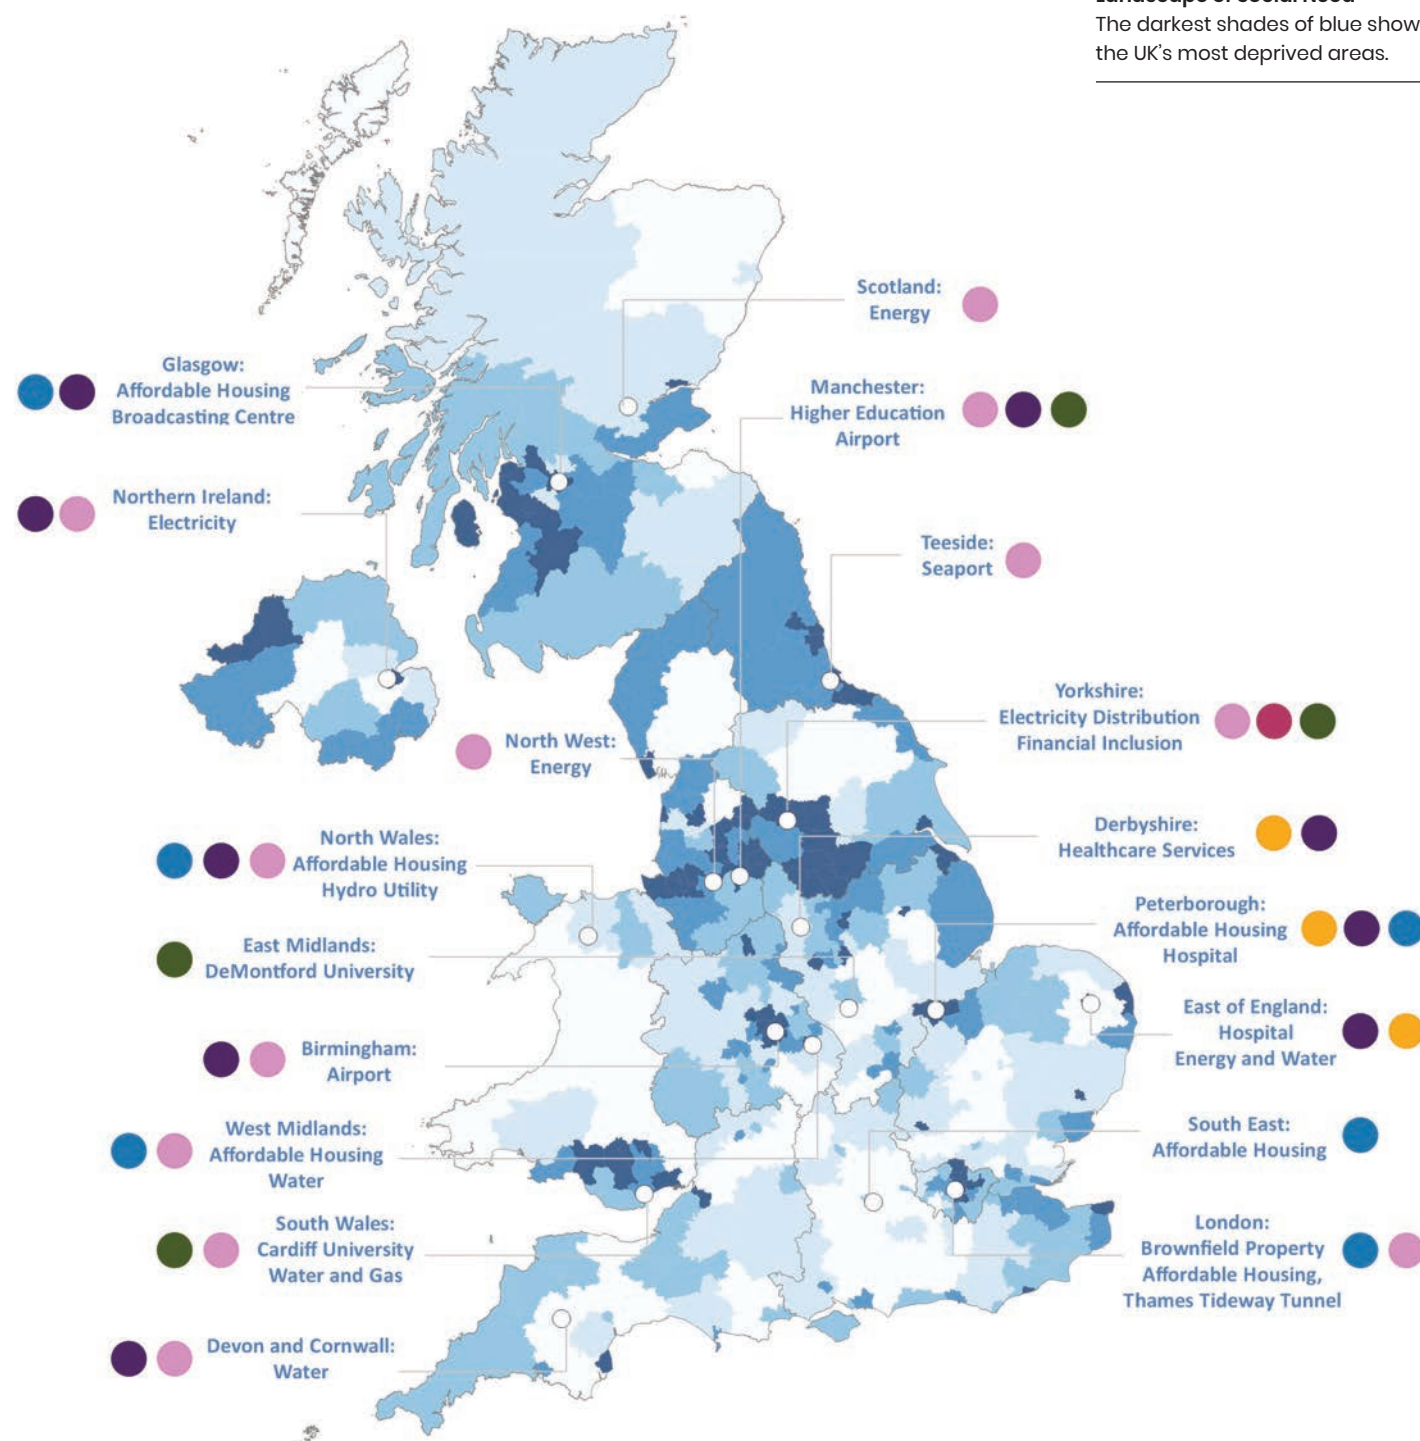 Landscape of Social Need
The darkest shades of blue show
the UK's most deprived areas.
Scotland:
Energy
Glasgow:
Affordable Housing
Broadcasting Centre
Manchester:
Higher Education
Airport
Northern Ireland:
Electricity
Teeside:
Seaport
Yorkshire:
Electricity Distribution
Financial Inclusion
North West:
Energy
North Wales:
Affordable Housing
Hydro Utility
Derbyshire:
Healthcare Services
Peterborough:
Affordable Housing
Hospital
East Midlands:
DeMontford University
East of England:
Hospital
Energy and Water
Birmingham:
Airport
West Midlands:
Affordable Housing
Water
South East:
Affordable Housing
South Wales:
Cardiff University
Water and Gas
London:
Brownfield Property
Affordable Housing,
Thames Tideway Tunnel
Devon and Cornwall:
Water